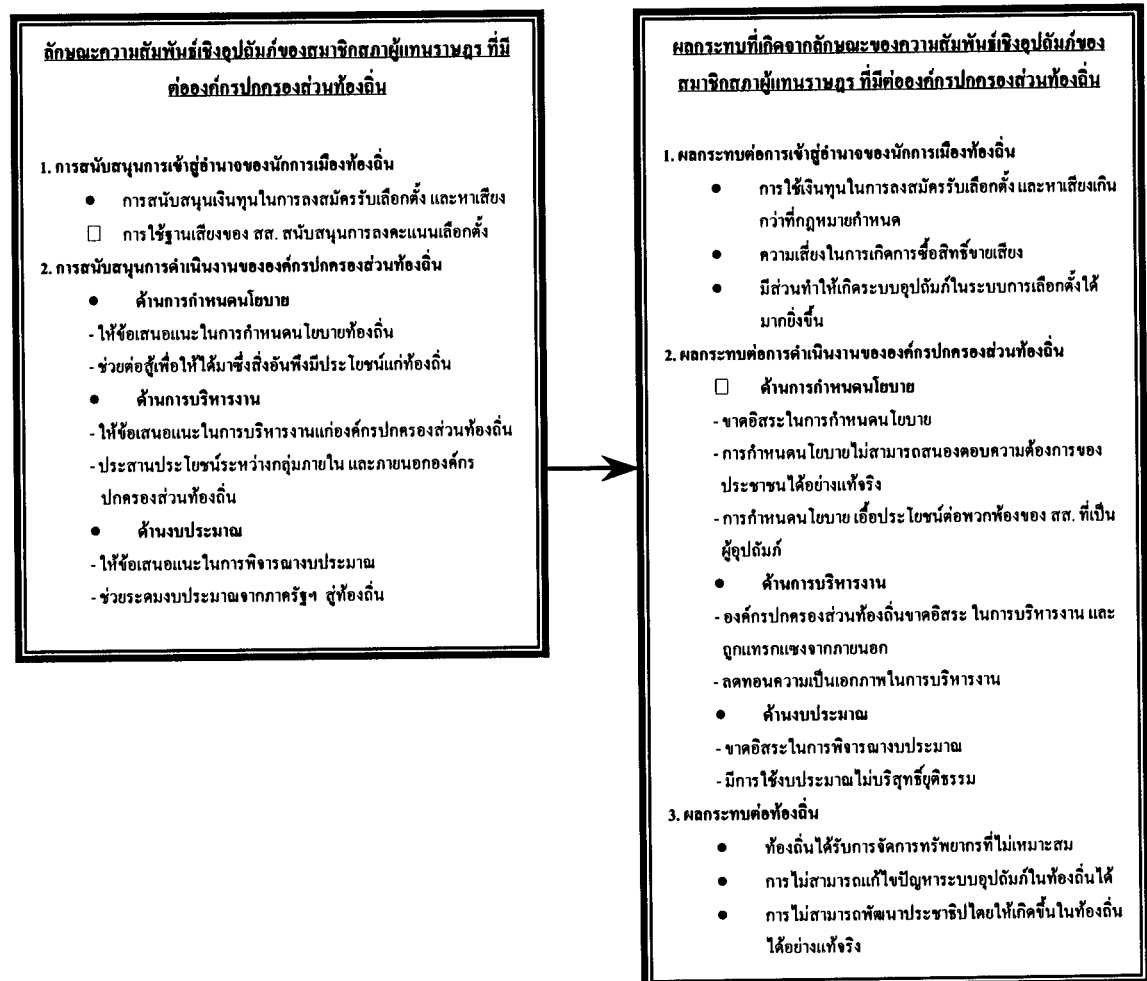 ลักษณะความสัมพันธ์เชิงอุปถัมภ์ของสมาชิกสภาผู้แทนราษฎร ที่มี
ต่อองค์กรปกครองส่วนท้องถิ่น
1. การสนับสนุนการเข้าสู่อำนาจของนักการเมืองท้องถิ่น
● การสนับสนุนเงินทุนในการลงสมัครรับเลือกตั้ง และหาเสียง
□ การใช้ฐานเสียงของ สส. สนับสนุนการลงคะแนนเลือกตั้ง
2. การสนับสนุนการดำเนินงานขององค์กรปกครองส่วนท้องถิ่น
● ด้านการกำหนดนโยบาย
- ให้ข้อเสนอแนะในการกำหนดนโยบายท้องถิ่น
- ช่วยต่อสู้เพื่อให้ได้มาซึ่งสิ่งอันพึงมีประโยชน์แก่ท้องถิ่น
● ด้านการบริหารงาน
- ให้ข้อเสนอแนะในการบริหารงานแก่องค์กรปกครองส่วนท้องถิ่น
- ประสานประโยชน์ระหว่างกลุ่มภายใน และภายนอกองค์กร
ปกครองส่วนท้องถิ่น
● ด้านงบประมาณ
- ให้ข้อเสนอแนะในการพิจารณางบประมาณ
- ช่วยระดมงบประมาณจากภาครัฐฯ สู่ท้องถิ่น
ผลกระทบที่เกิดจากลักษณะของความสัมพันธ์เชิงอุปถัมภ์ของ
สมาชิกสภาผู้แทนราษฎร ที่มีต่อองค์กรปกครองส่วนท้องถิ่น
1. ผลกระทบต่อการเข้าสู่อำนาจของนักการเมืองท้องถิ่น
● การใช้เงินทุนในการลงสมัครรับเลือกตั้ง และหาเสียงเกิน
กว่าที่กฎหมายกำหนด
● ความเสี่ยงในการเกิดการซื้อสิทธิ์ขายเสียง
● มีส่วนทำให้เกิดระบบอุปถัมภ์ในระบบการเลือกตั้งได้
มากยิ่งขึ้น
2. ผลกระทบต่อการดำเนินงานขององค์กรปกครองส่วนท้องถิ่น
□ ด้านการกำหนดนโยบาย
- ขาดอิสระในการกำหนดนโยบาย
- การกำหนดนโยบายไม่สามารถสนองตอบความต้องการของ
ประชาชนได้อย่างแท้จริง
- การกำหนดนโยบาย เอื้อประโยชน์ต่อพวกพ้องของ สส. ที่เป็น
ผู้อุปถัมภ์
● ด้านการบริหารงาน
- องค์กรปกครองส่วนท้องถิ่นขาดอิสระ ในการบริหารงาน และ
ถูกแทรกแซงจากภายนอก
- ลดทอนความเป็นเอกภาพในการบริหารงาน
● ด้านงบประมาณ
- ขาดอิสระในการพิจารณางบประมาณ
- มีการใช้งบประมาณไม่บริสุทธิ์ยุติธรรม
3. ผลกระทบต่อท้องถิ่น
● ท้องถิ่นได้รับการจัดการทรัพยากรที่ไม่เหมาะสม
● การไม่สามารถแก้ไขปัญหาระบบอุปถัมภ์ในท้องถิ่นได้
● การไม่สามารถพัฒนาประชาธิปไตยให้เกิดขึ้นในท้องถิ่น
ได้อย่างแท้จริง